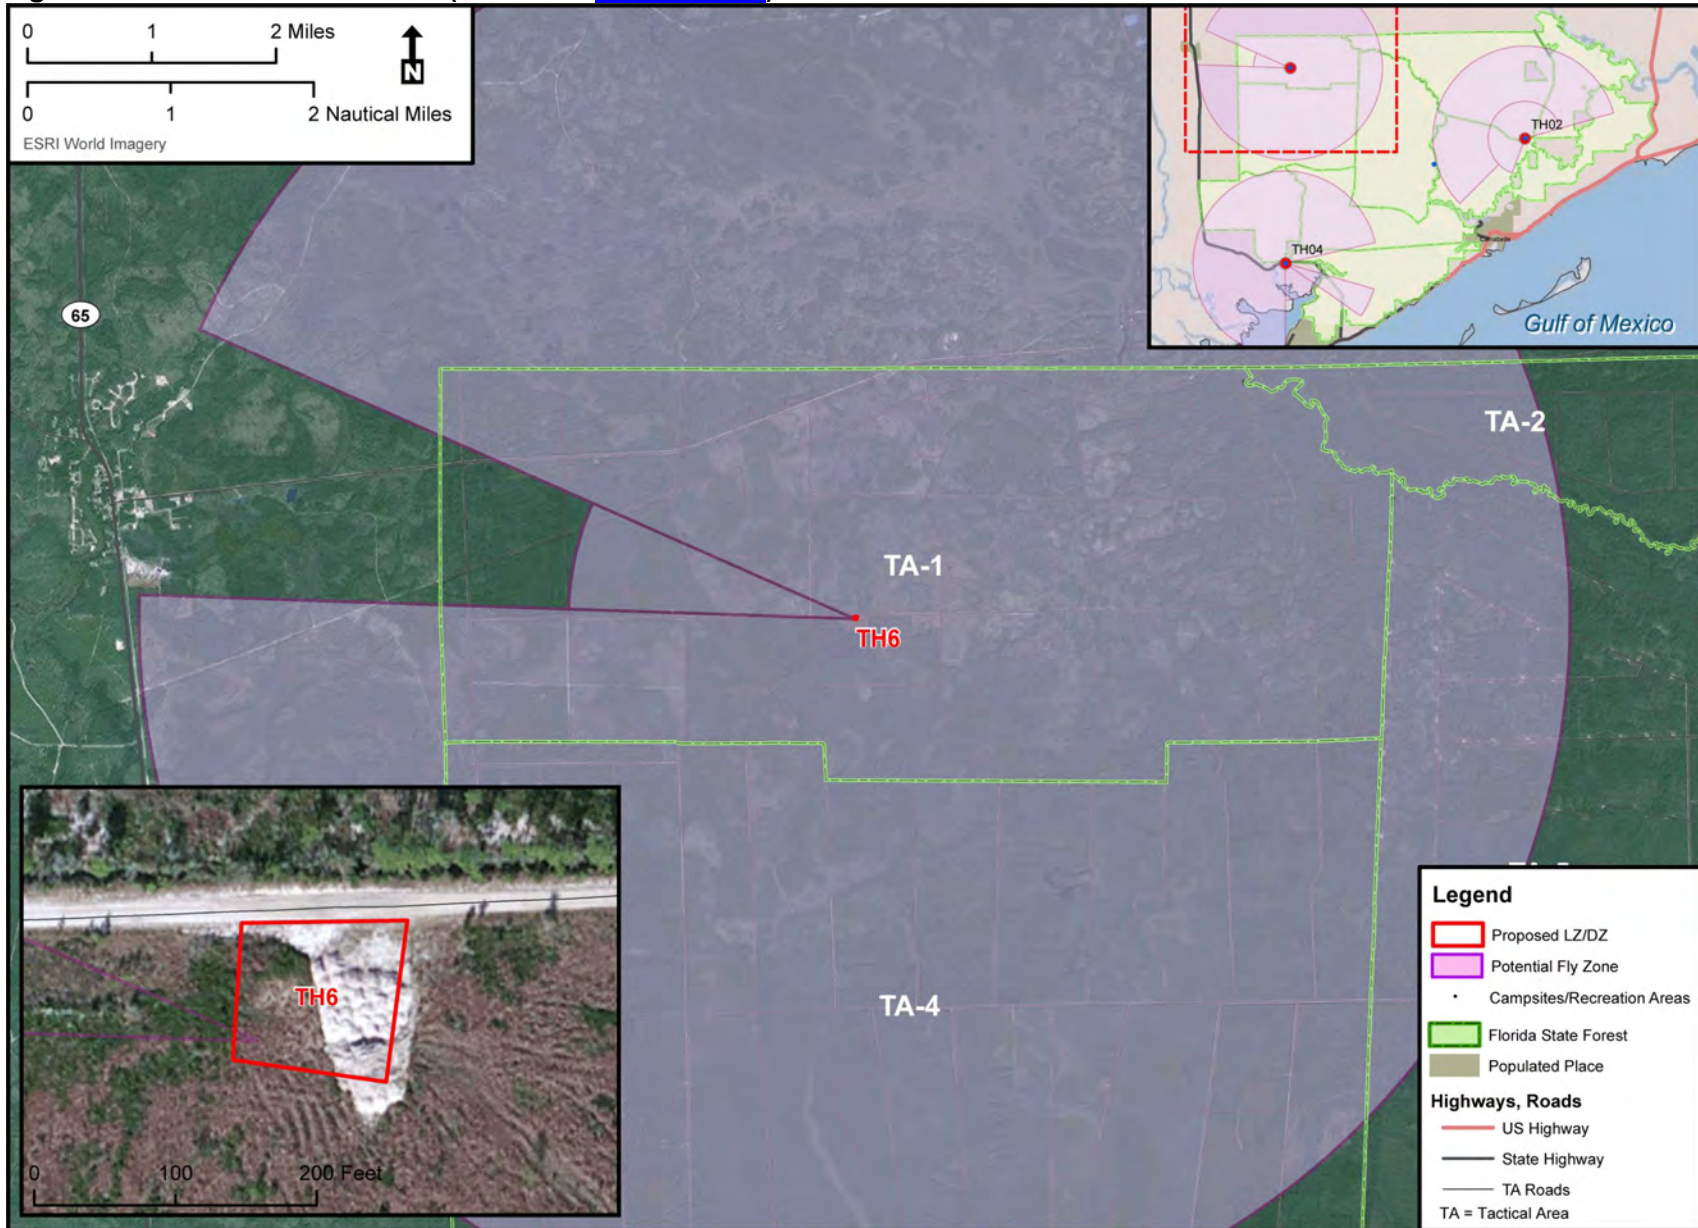 0 1 2 Miles
N
0 1 2 Nautical Miles
ESRI World Imagery
TH02
TH04
Gulf of Mexico
65
TA-2
TA-1
TH6
TA-4
TH6
0 100 200 Feet
Legend
Proposed LZ/DZ
Potential Fly Zone
Campsites/Recreation Areas
Florida State Forest
Populated Place
Highways, Roads
US Highway
State Highway
TA Roads
TA = Tactical Area